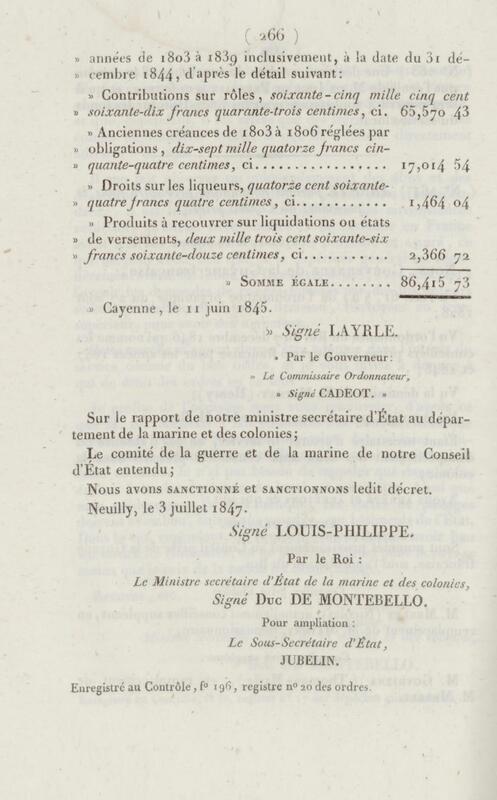 ( 266 )
» années de 1803 à 1839 inclusivement, à la date du 31 dé-
» cembre 1844, d'après le détail suivant :
» Contributions sur rôles, soixante-cinq mille cinq cent
» soixante-dix francs quarante-trois centimes, ci. 65,570 43
» Anciennes créances de 1803 à 1806 réglées par
» obligations, dix-sept mille quatorze francs cin-
» quante-quatre centimes, ci................. 17,014 54
» Droits sur les liqueurs, quatorze cent soixante-
» quatre francs quatre centimes, ci............ 1,464 04
» Produits à recouvrer sur liquidations ou états
» de versements, deux mille trois cent soixante-six
» francs soixante-douze centimes, ci........... 2,366 72
» SOMME ÉGALE........ 86,415 73
» Cayenne, le 11 juin 1845.
» Signé LAYRLE.
» Par le Gouverneur :
» Le Commissaire Ordonnateur,
» Signé CADEOT. »
Sur le rapport de notre ministre secrétaire d'État au dépar-
tement de la marine et des colonies ;
Le comité de la guerre et de la marine de notre Conseil
d'État entendu ;
Nous avons SANCTIONNÉ et SANCTIONNONS ledit décret.
Neuilly, le 3 juillet 1847.
Signé LOUIS-PHILIPPE.
Par le Roi :
Le Ministre secrétaire d'État de la marine et des colonies,
Signé Duc DE MONTEBELLO.
Pour ampliation :
Le Sous-Secrétaire d'État,
JUBELIN.
Enregistré au Contrôle, f° 196, registre n° 20 des ordres.